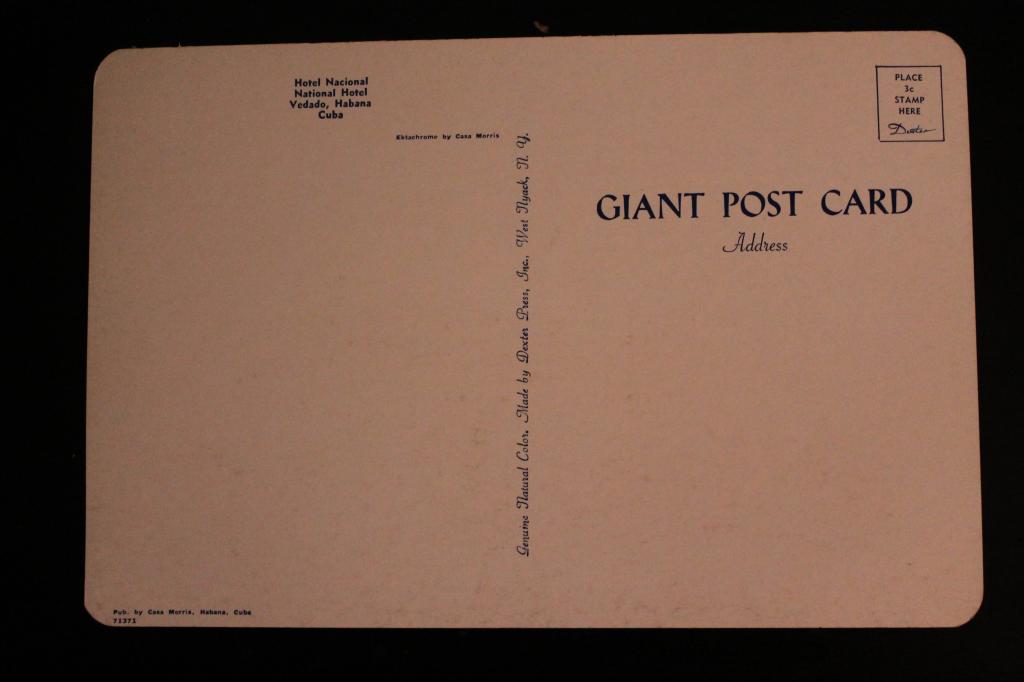 Hotel Nacional
National Hotel
Vedado, Habana
Cuba
Ektachrome by Casa Morris
Genuine Natural Color. Made by Dexter Press, Inc., West Nyack, N. Y.
PLACE
3c
STAMP
HERE
Dexter
GIANT POST CARD
Address
Pub. by Casa Morris, Habana, Cuba
71371